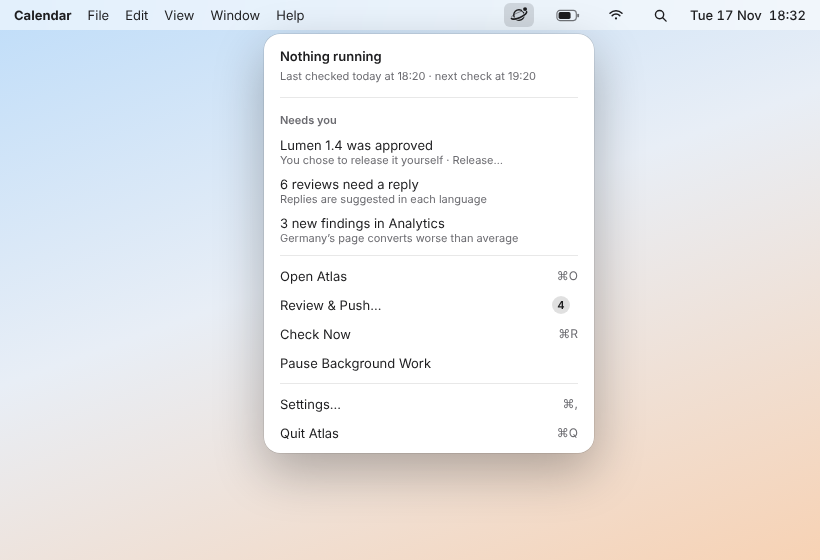 Calendar File Edit View Window Help Tue 17 Nov 18:32
Nothing running
Last checked today at 18:20 · next check at 19:20
Needs you
Lumen 1.4 was approved
You chose to release it yourself · Release…
6 reviews need a reply
Replies are suggested in each language
3 new findings in Analytics
Germany’s page converts worse than average
Open Atlas ⌘O
Review & Push… 4
Check Now ⌘R
Pause Background Work
Settings… ⌘,
Quit Atlas ⌘Q